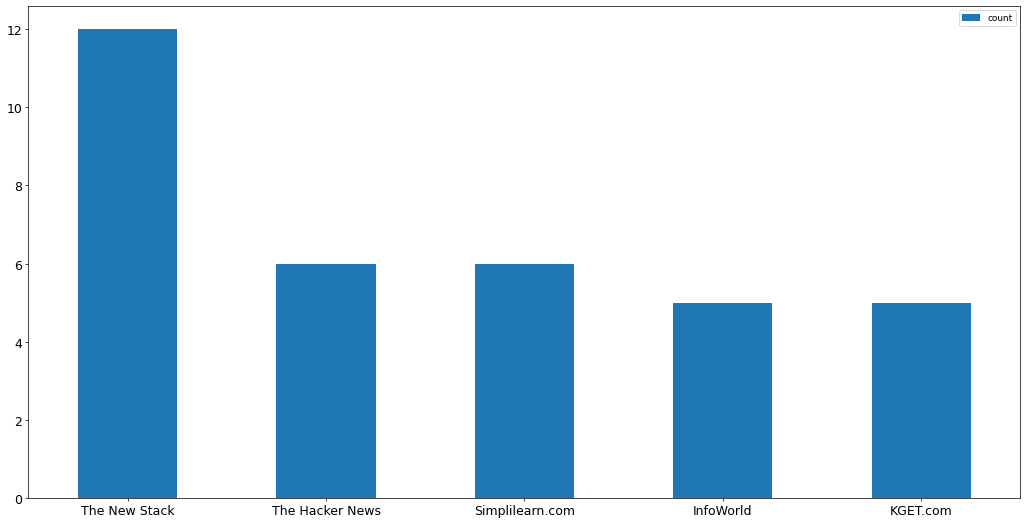 count
12
10
8
6
4
2
0
The New Stack
The Hacker News
Simplilearn.com
InfoWorld
KGET.com